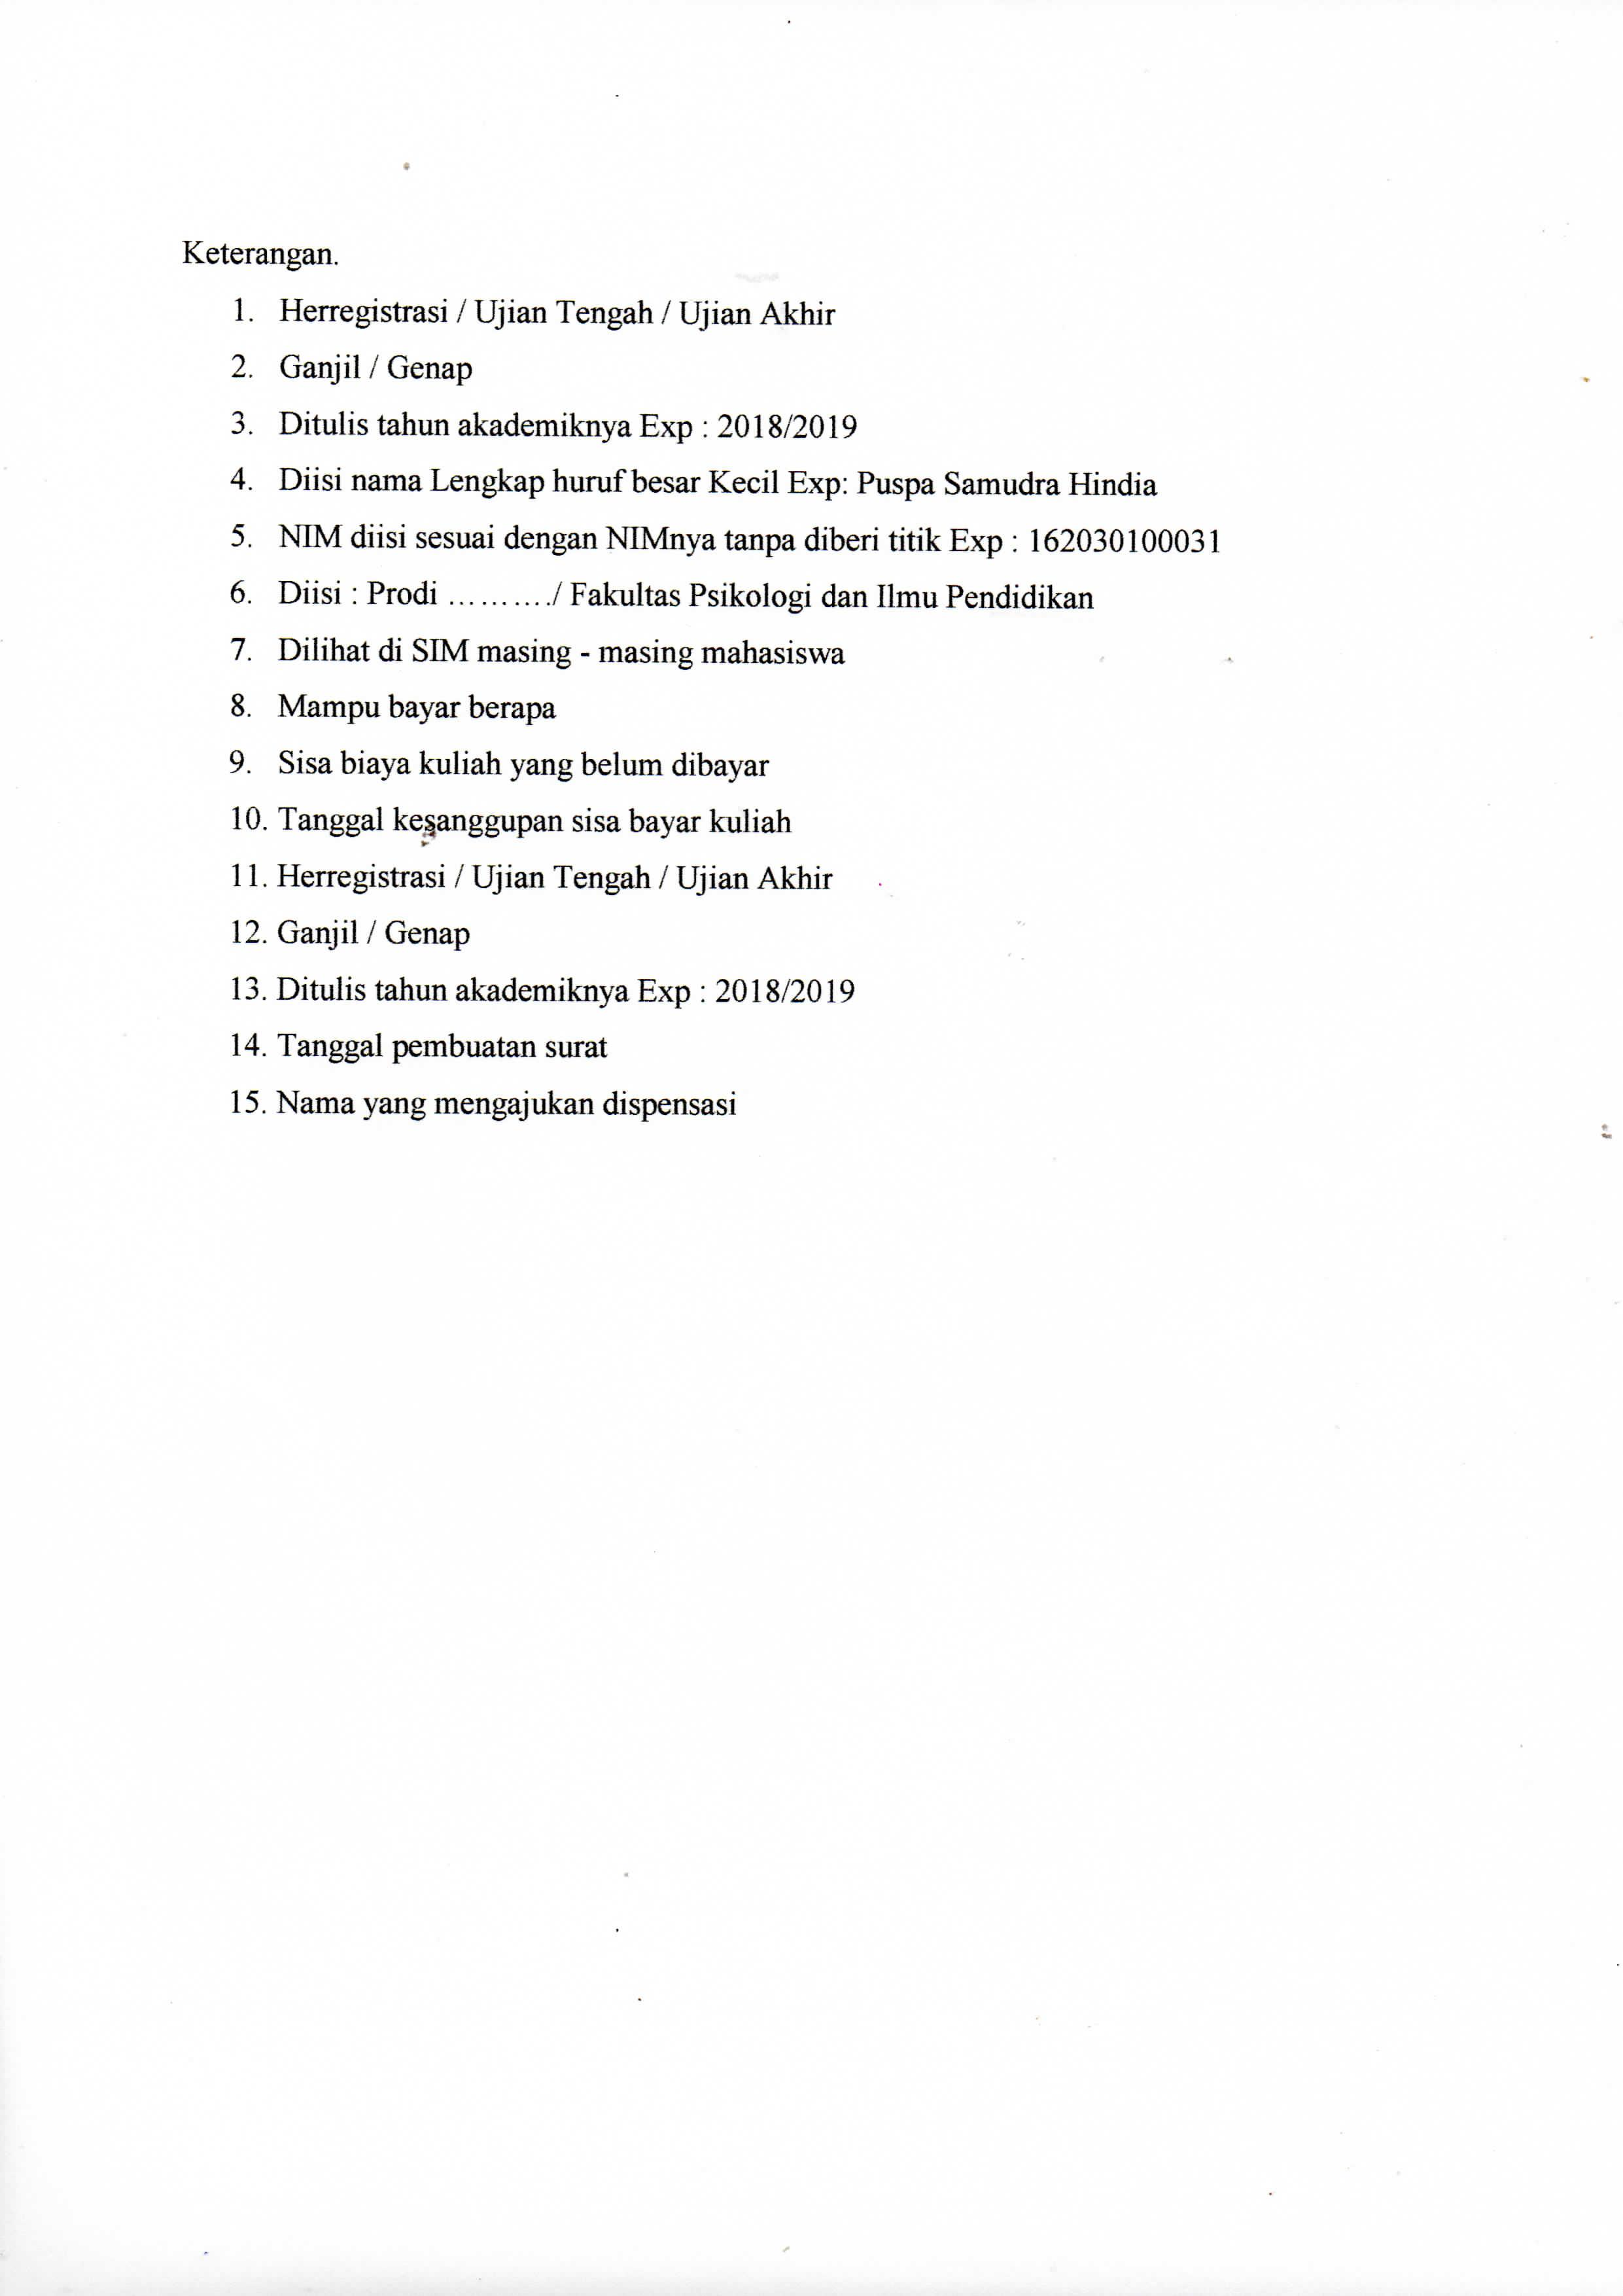 Keterangan.
1. Herregistrasi / Ujian Tengah / Ujian Akhir
2. Ganjil / Genap
3. Ditulis tahun akademiknya Exp : 2018/2019
4. Diisi nama Lengkap huruf besar Kecil Exp: Puspa Samudra Hindia
5. NIM diisi sesuai dengan NIMnya tanpa diberi titik Exp : 162030100031
6. Diisi : Prodi ………./ Fakultas Psikologi dan Ilmu Pendidikan
7. Dilihat di SIM masing - masing mahasiswa
8. Mampu bayar berapa
9. Sisa biaya kuliah yang belum dibayar
10. Tanggal kesanggupan sisa bayar kuliah
11. Herregistrasi / Ujian Tengah / Ujian Akhir
12. Ganjil / Genap
13. Ditulis tahun akademiknya Exp : 2018/2019
14. Tanggal pembuatan surat
15. Nama yang mengajukan dispensasi